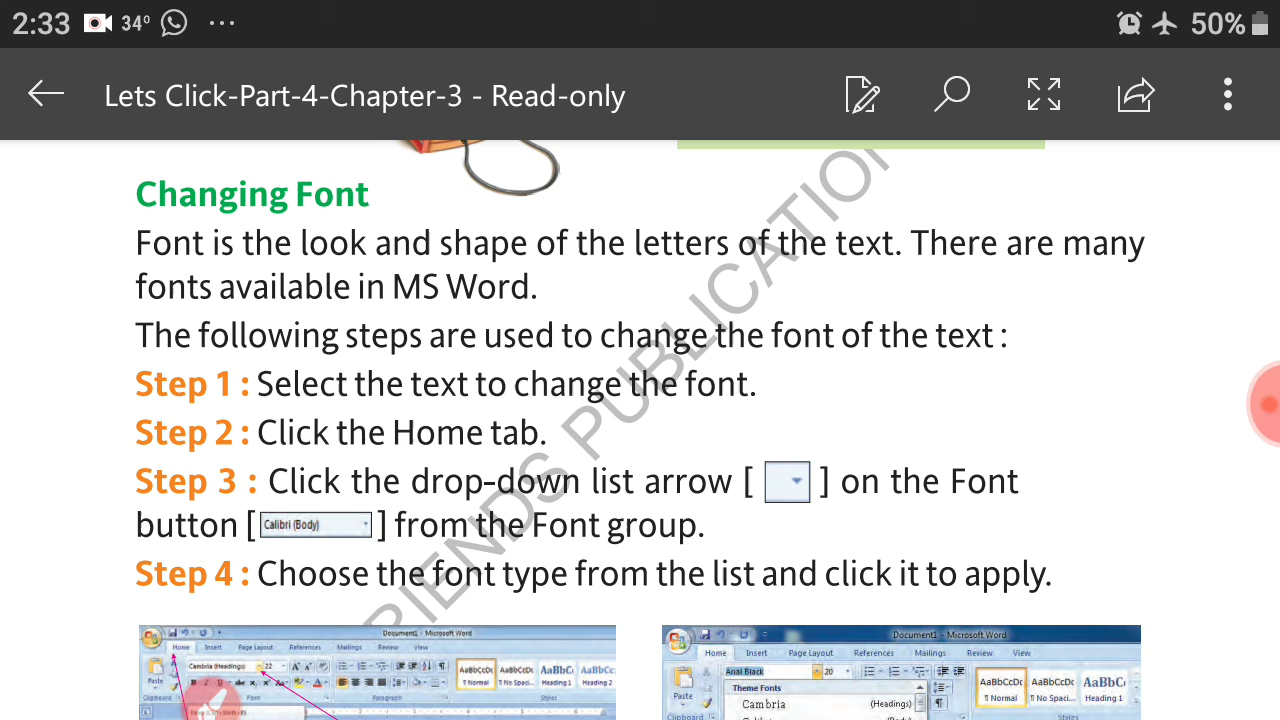 2:33 34° 50%
Lets Click-Part-4-Chapter-3 - Read-only
Changing Font
Font is the look and shape of the letters of the text. There are many
fonts available in MS Word.
The following steps are used to change the font of the text :
Step 1 : Select the text to change the font.
Step 2 : Click the Home tab.
Step 3 : Click the drop-down list arrow [ ] on the Font
button [ Calibri (Body) ] from the Font group.
Step 4 : Choose the font type from the list and click it to apply.
RIENDS PUBLICATION
Document1 - Microsoft Word
Home Insert Page Layout References Mailings Review View
Cambria (Headings) 22
AaBbCcDc AaBbCcDc AaBbC AaBbCc
Paste
¶ Normal ¶ No Spaci... Heading 1 Heading 2
Clipboard Font Paragraph Styles
Document1 - Microsoft Word
Home Insert Page Layout References Mailings Review View
Arial Black 20
Theme Fonts
AaBbCcDc AaBbCcDc AaBbC
Paste
Cambria (Headings)
¶ Normal ¶ No Spaci... Heading 1
Clipboard Styles